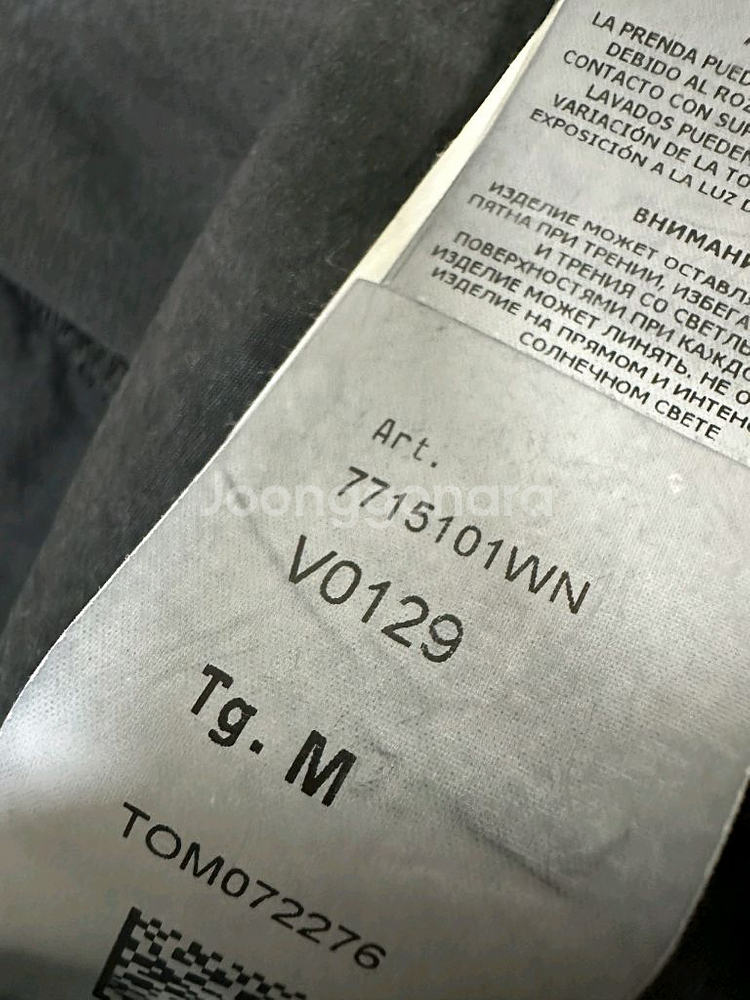 LA PRENDA PUED
DEBIDO AL ROZ
CONTACTO CON SUP
LAVADOS PUEDEN
VARIACIÓN DE LA TO
EXPOSICIÓN A LA LUZ D
ВНИМАНИ
ИЗДЕЛИЕ МОЖЕТ ОСТАВЛ
ПЯТНА ПРИ ТРЕНИИ, ИЗБЕГА
И ТРЕНИЯ СО СВЕТЛЫ
ПОВЕРХНОСТЯМИ ПРИ КАЖДО
ИЗДЕЛИЕ МОЖЕТ ЛИНЯТЬ. НЕ О
ИЗДЕЛИЕ НА ПРЯМОМ И ИНТЕН
СОЛНЕЧНОМ СВЕТЕ
Art.
7715101WN
Joonggonara
V0129
Tg. M
TOM072276